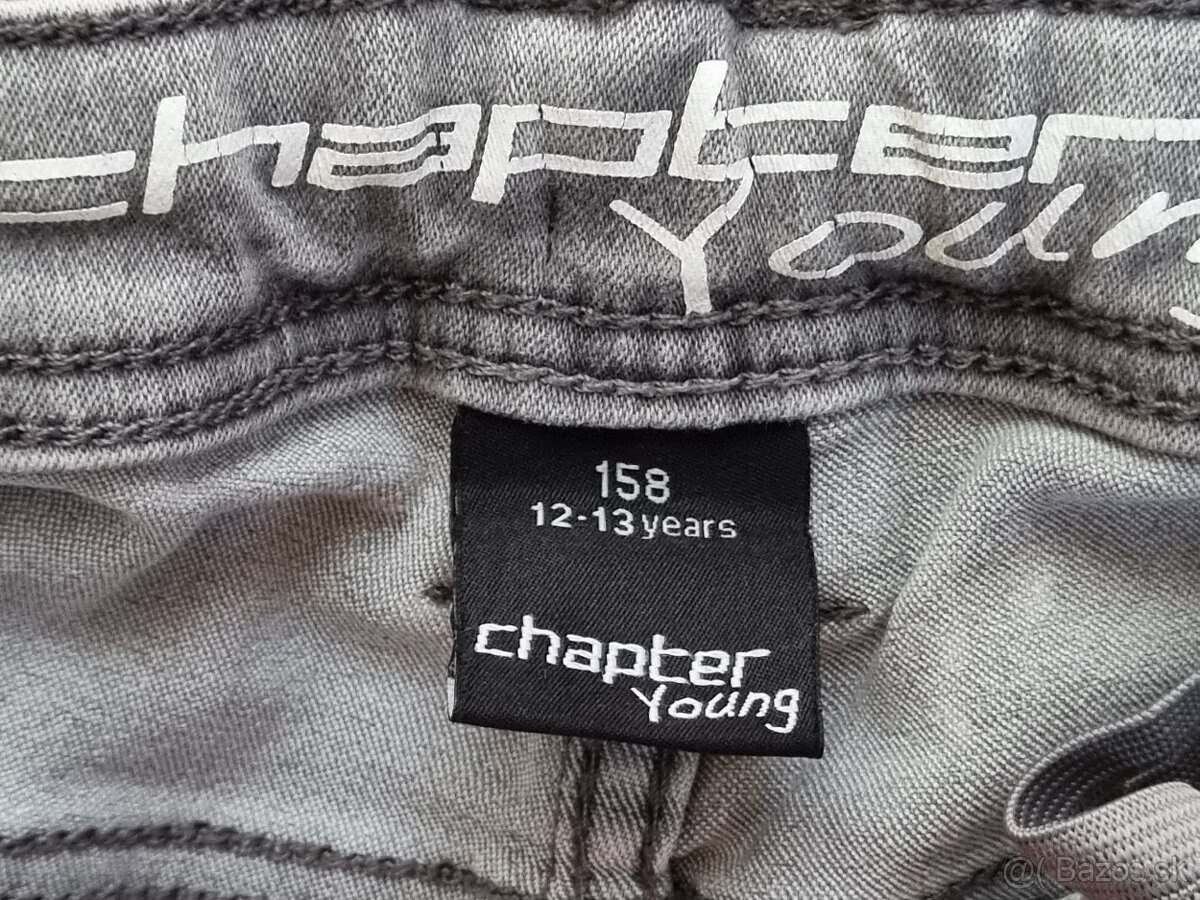 chapter
Young
158
12-13 years
chapter
Young
@( Bazos.sk